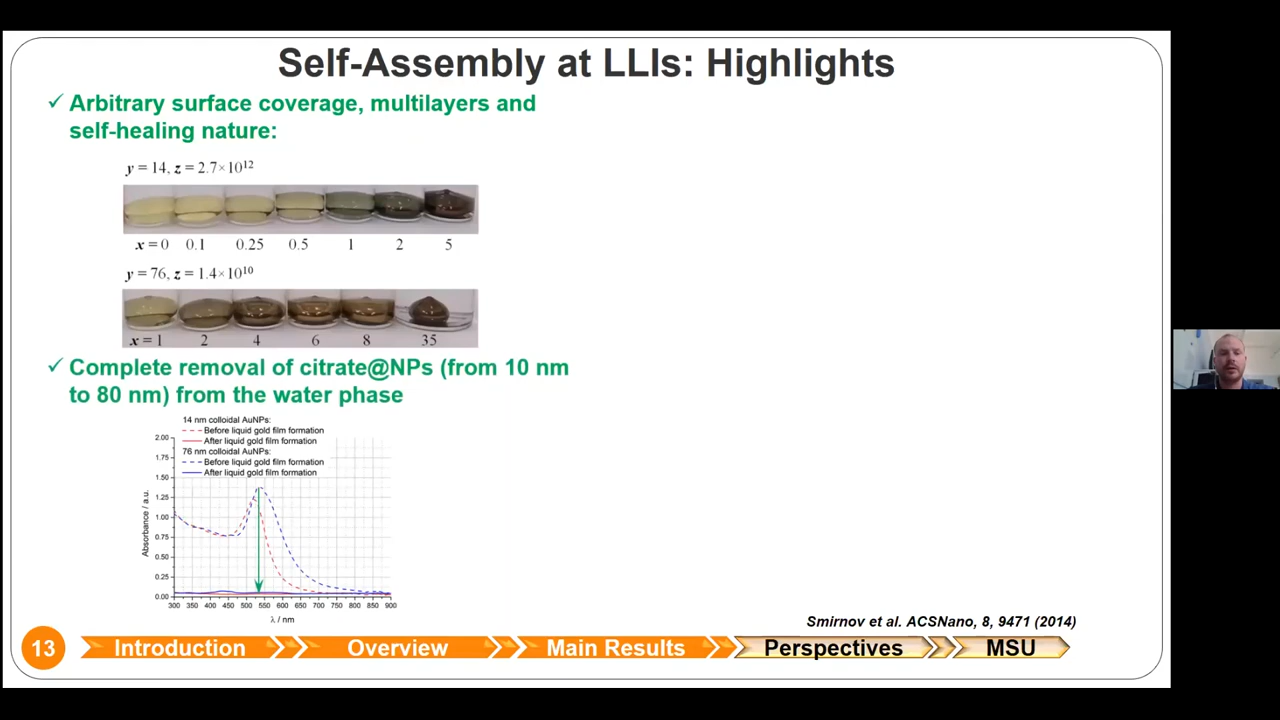 Self-Assembly at LLIs: Highlights
✓ Arbitrary surface coverage, multilayers and
self-healing nature:
y = 14, z = 2.7×10¹²
x = 0 0.1 0.25 0.5 1 2 5
y = 76, z = 1.4×10¹⁰
x = 1 2 4 6 8 35
✓ Complete removal of citrate@NPs (from 10 nm
to 80 nm) from the water phase
14 nm colloidal AuNPs:
Before liquid gold film formation
After liquid gold film formation
76 nm colloidal AuNPs:
Before liquid gold film formation
After liquid gold film formation
2.00
1.75
1.50
1.25
1.00
0.75
0.50
0.25
0.00
Absorbance / a.u.
300 350 400 450 500 550 600 650 700 750 800 850 900
λ / nm
Smirnov et al. ACSNano, 8, 9471 (2014)
13 Introduction Overview Main Results Perspectives MSU